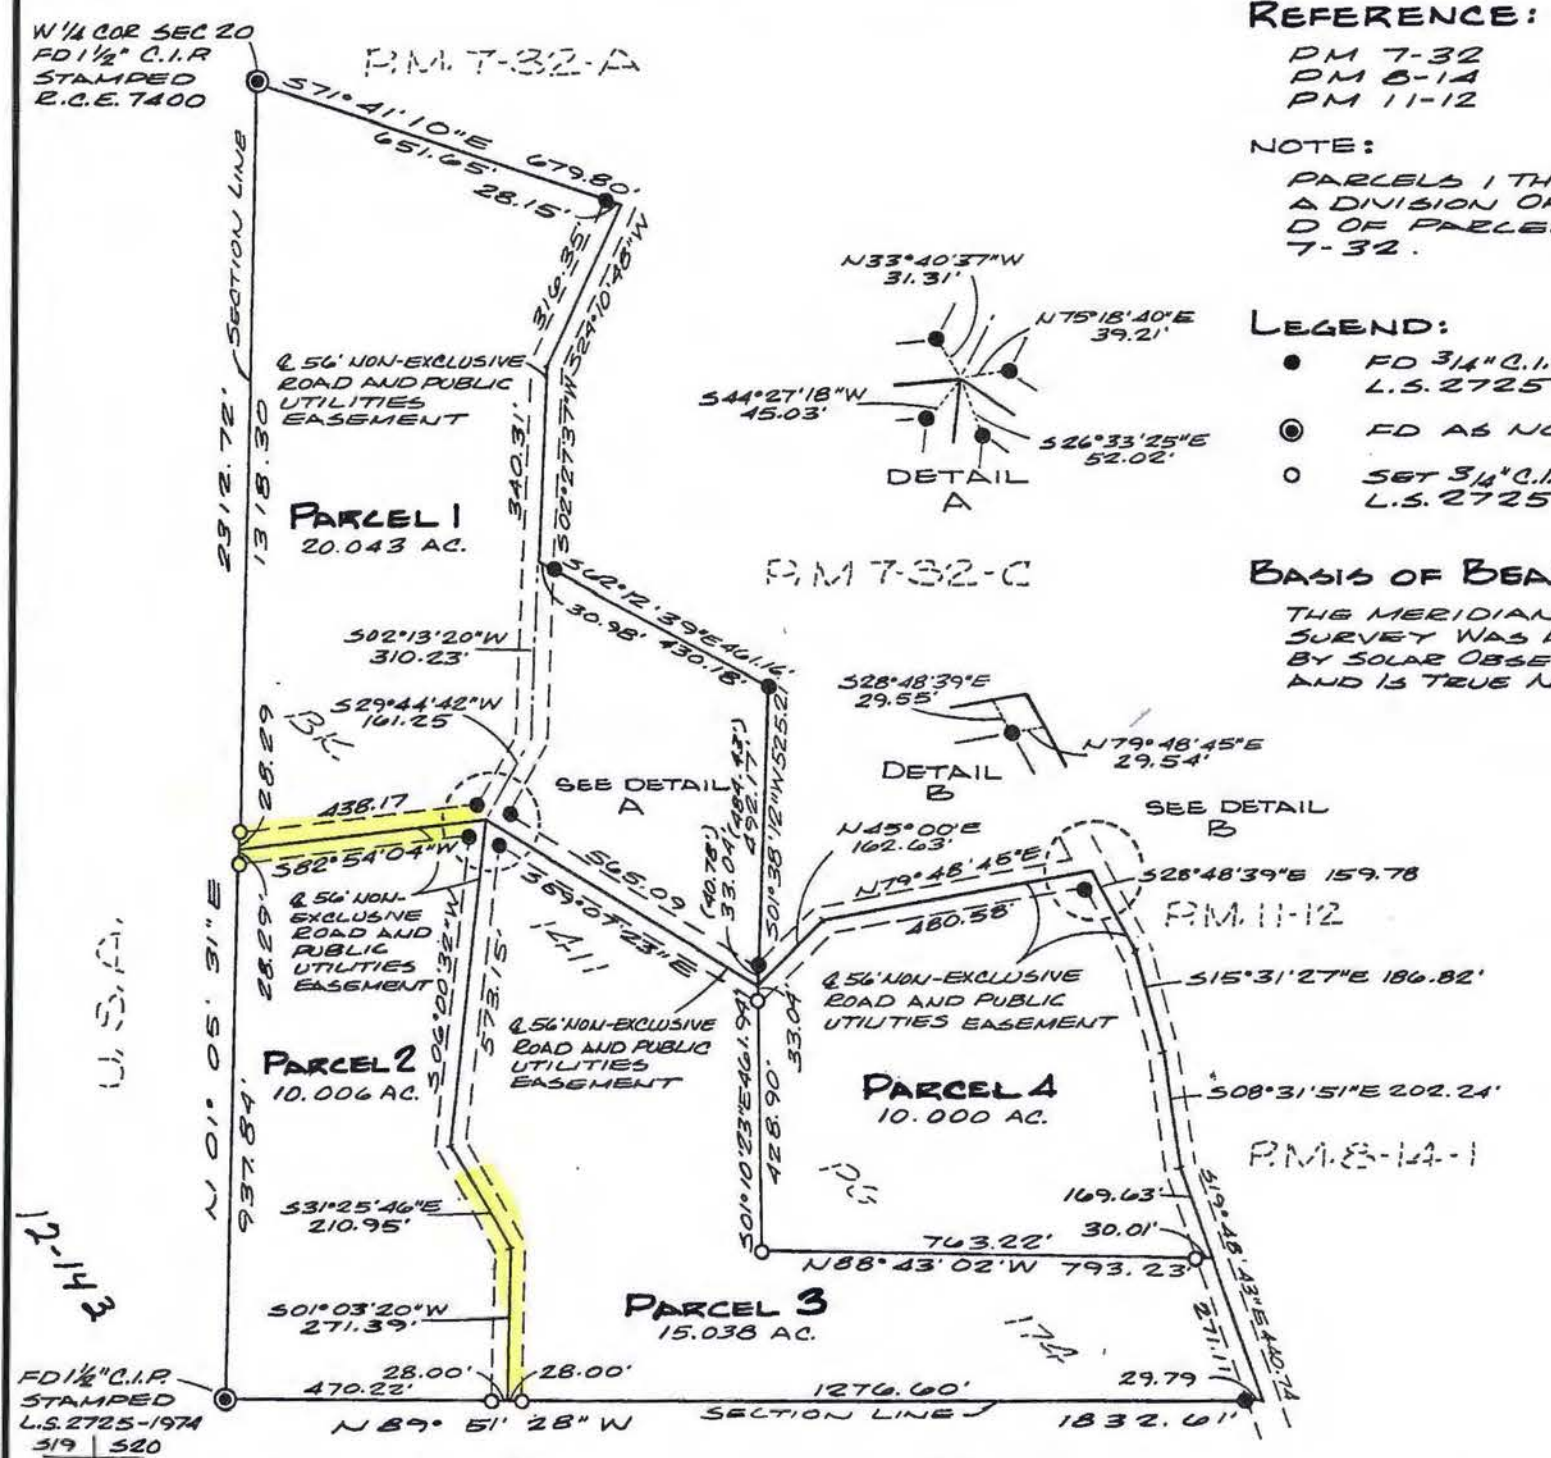 W 1/4 COR SEC 20
FD 1 1/2" C.I.P.
STAMPED
R.C.E. 7400
P.M. 7-32-A
S71°41'10"E
651.65'
679.80'
28.15'
SECTION LINE
316.35'
S24°10'48"W
₵ 56' NON-EXCLUSIVE
ROAD AND PUBLIC
UTILITIES
EASEMENT
340.31'
S02°27'37"W
2312.72'
1318.30
PARCEL 1
20.043 AC.
S62°12'39"E 461.16'
30.98'
430.18'
S02°13'20"W
310.23'
S29°44'42"W
161.25
BK
28.29
438.17
S82°54'04"W
28.29'
N33°40'37"W
31.31'
N75°18'40"E
39.21'
S44°27'18"W
45.03'
S26°33'25"E
52.02'
DETAIL
A
P.M 7-32-C
S28°48'39"E
29.55'
N79°48'45"E
29.54'
DETAIL
B
SEE DETAIL
A
SEE DETAIL
B
(484.43')
492.17'
S01°38'12"W 525.21
(40.78')
33.04'
565.09
S59°07'23"E
1411
N45°00'E
162.63'
N79°48'45"E
480.58'
S28°48'39"E 159.78
P.M. 11-12
S15°31'27"E 186.82'
₵ 56' NON-
EXCLUSIVE
ROAD AND
PUBLIC
UTILITIES
EASEMENT
S06°00'32"W
573.15'
₵ 56' NON-EXCLUSIVE
ROAD AND PUBLIC
UTILITIES
EASEMENT
₵ 56' NON-EXCLUSIVE
ROAD AND PUBLIC
UTILITIES EASEMENT
33.04'
S01°10'23"E 461.94'
428.90'
U.S.A.
N 01° 05' 31" E
937.84'
PARCEL 2
10.006 AC.
PARCEL 4
10.000 AC.
S08°31'51"E 202.24'
P.M. 8-14-1
PG
S31°25'46"E
210.95'
169.63'
30.01'
S19°48'43"E 440.74
271.11'
763.22'
N88°43'02"W 793.23'
21-143
S01°03'20"W
271.39'
PARCEL 3
15.038 AC.
174
FD 1 1/2" C.I.P.
STAMPED
L.S. 2725-1974
S19 S20
470.22'
28.00'
28.00'
1276.60'
29.79
N 89° 51' 28" W
SECTION LINE
1832.61'
REFERENCE:
PM 7-32
PM 8-14
PM 11-12
NOTE:
PARCELS 1 TH
A DIVISION O
D OF PARCE
7-32.
LEGEND:
FD 3/4" C.I.
L.S. 2725
FD AS NO
SET 3/4" C.I.
L.S. 2725
BASIS OF BEA
THE MERIDIAN
SURVEY WAS
BY SOLAR OBSE
AND IS TRUE N